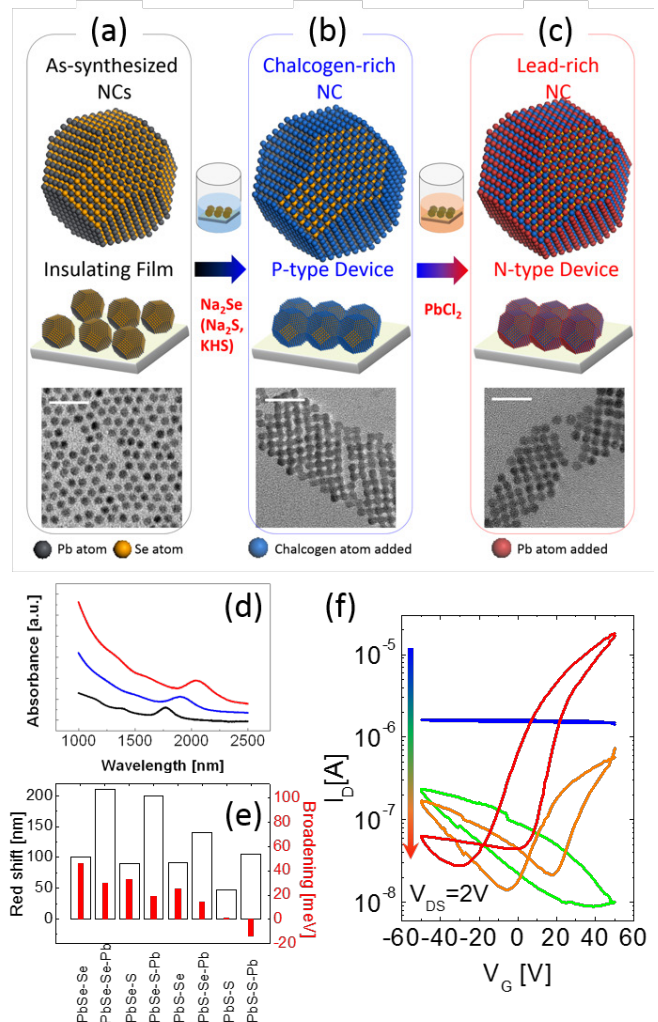 (a)
As-synthesized
NCs
Insulating Film
(b)
Chalcogen-rich
NC
P-type Device
(c)
Lead-rich
NC
N-type Device
Na₂Se
(Na₂S,
KHS)
PbCl₂
Pb atom
Se atom
Chalcogen atom added
Pb atom added
(d)
Absorbance [a.u.]
1000
1500
2000
2500
Wavelength [nm]
(e)
Red shift [nm]
200
150
100
50
0
Broadening [meV]
100
80
60
40
20
0
-20
PbSe-Se
PbSe-Se-Pb
PbSe-S
PbSe-S-Pb
PbS-Se
PbS-Se-Pb
PbS-S
PbS-S-Pb
(f)
I_D[A]
10⁻⁵
10⁻⁶
10⁻⁷
10⁻⁸
V_DS=2V
-60
-40
-20
0
20
40
60
V_G [V]